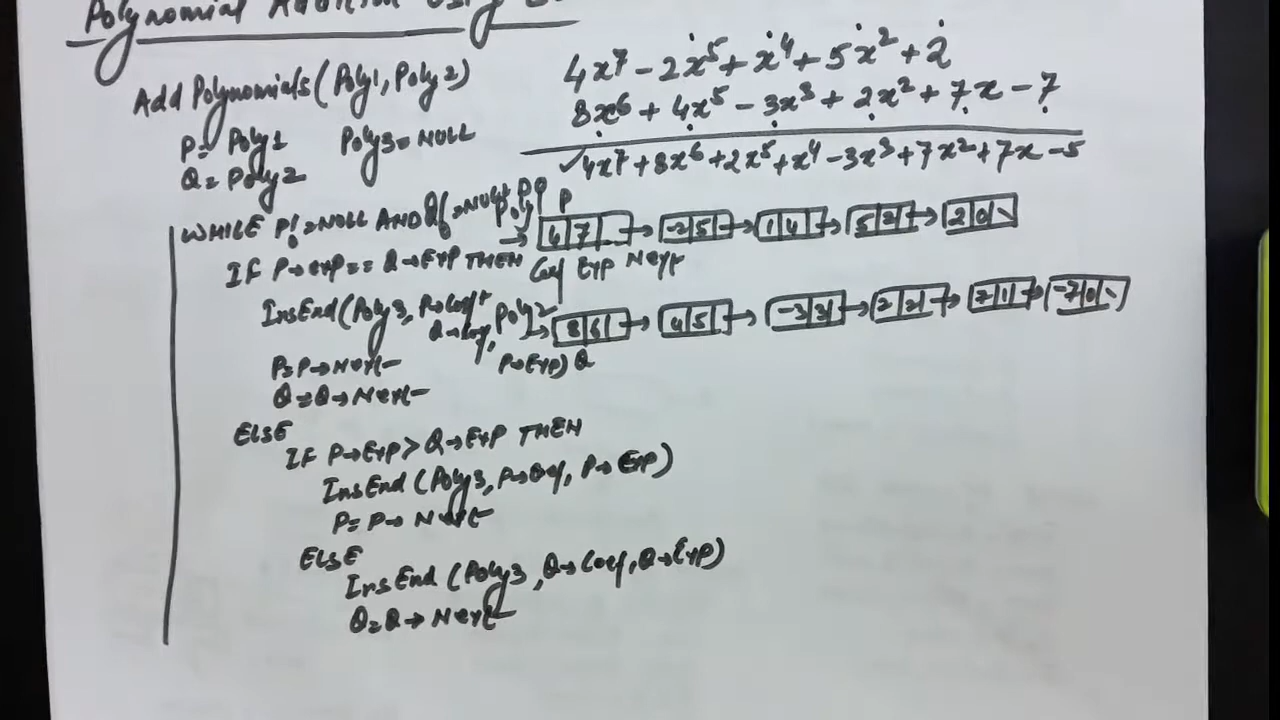 Polynomial Addition Using
Add Polynomials(Poly1, Poly2)
P= Poly1 Poly3=NULL
Q= Poly2
4x⁷ - 2x⁵ + x⁴ + 5x² + 2
8x⁶ + 4x⁵ - 3x³ + 2x² + 7x - 7
✓4x⁷ + 8x⁶ + 2x⁵ + x⁴ - 3x³ + 7x² + 7x - 5
WHILE P!=NULL AND Q!=NULL DO
Poly1 P
→ 4|7 → -2|5 → 1|4 → 5|2 → 2|0
IF P→EXP == Q→EXP THEN
Coef Exp Next
InsEnd(Poly3, P→Coef+
Q→Coef,
P→Exp)
Poly2 → 8|6 → 4|5 → -3|3 → 2|2 → 7|1 → -7|0
Q
P=P→Next
Q=Q→Next
ELSE
IF P→EXP > Q→EXP THEN
InsEnd (Poly3, P→Coef, P→EXP)
P= P→ Next
ELSE
InsEnd (Poly3, Q→Coef, Q→Exp)
Q=Q→ Next